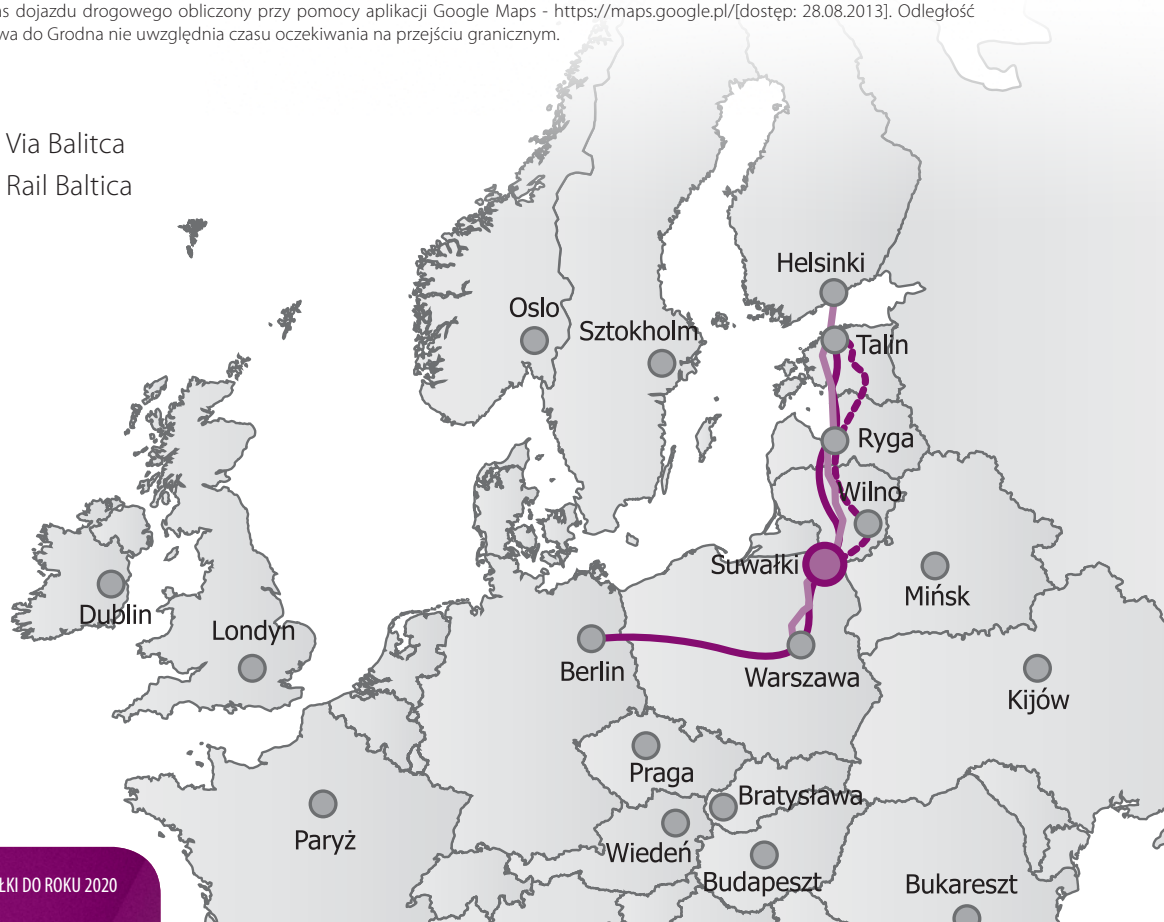 as dojazdu drogowego obliczony przy pomocy aplikacji Google Maps - https://maps.google.pl/[dostęp: 28.08.2013]. Odległość
wa do Grodna nie uwzględnia czasu oczekiwania na przejściu granicznym.
Via Balitca
Rail Baltica
Helsinki
Oslo
Sztokholm
Talin
Ryga
Wilno
Suwałki
Mińsk
Dublin
Londyn
Berlin
Warszawa
Kijów
Praga
Bratysława
Paryż
Wiedeń
Budapeszt
Bukareszt
ŁKI DO ROKU 2020